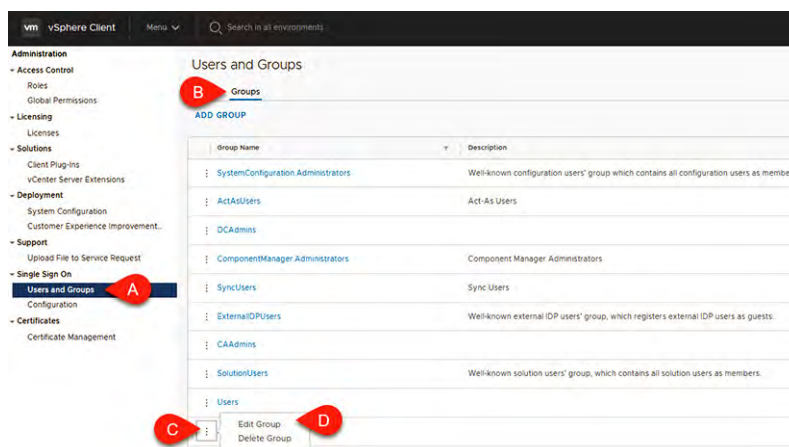 vm vSphere Client Menu Search in all environments
Administration
Access Control
Roles
Global Permissions
Licensing
Licenses
Solutions
Client Plug-Ins
vCenter Server Extensions
Deployment
System Configuration
Customer Experience Improvement...
Support
Upload File to Service Request
Single Sign On
Users and Groups
A
Configuration
Certificates
Certificate Management
Users and Groups
B
Groups
ADD GROUP
Group Name Description
SystemConfiguration.Administrators Well-known configuration users' group which contains all configuration users as membe
ActAsUsers Act-As Users
DCAdmins
ComponentManager.Administrators Component Manager Administrators
SyncUsers Sync Users
ExternalIDPUsers Well-known external IDP users' group, which registers external IDP users as guests.
CAAdmins
SolutionUsers Well-known solution users' group, which contains all solution users as members.
Users
C
Edit Group
D
Delete Group